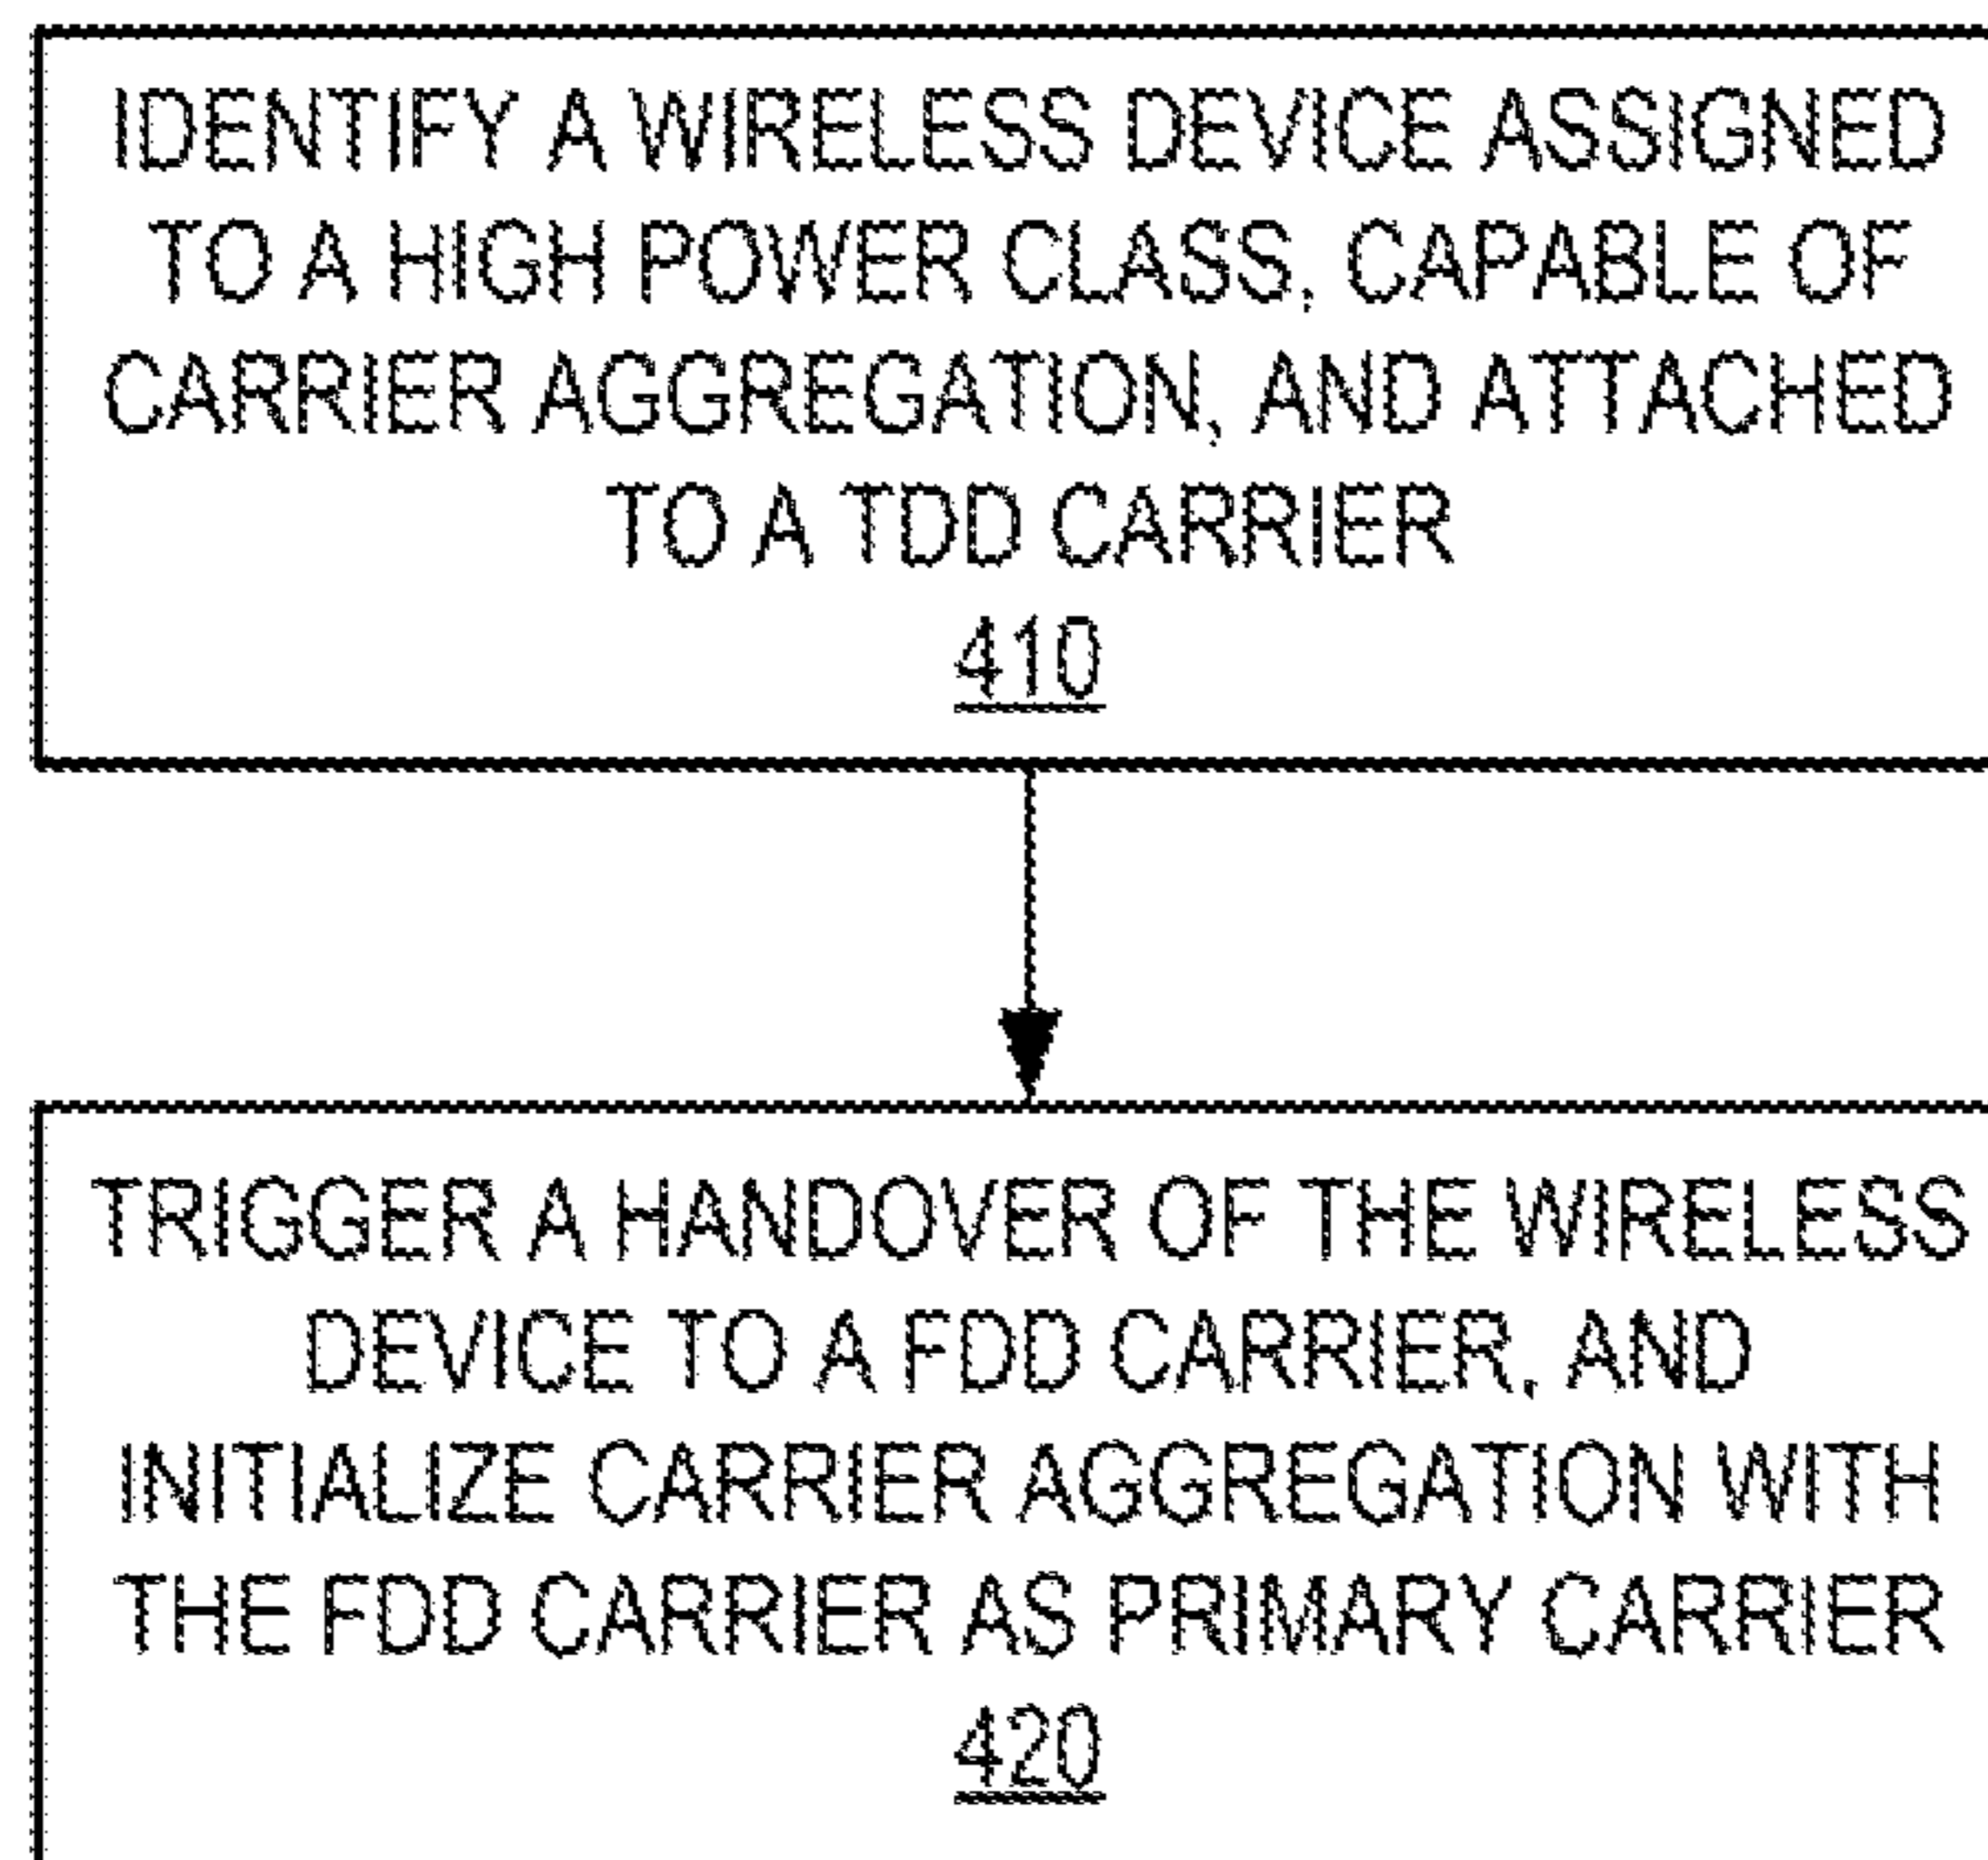 IDENTIFY A WIRELESS DEVICE ASSIGNED
TO A HIGH POWER CLASS, CAPABLE OF
CARRIER AGGREGATION, AND ATTACHED
TO A TDD CARRIER
410
TRIGGER A HANDOVER OF THE WIRELESS
DEVICE TO A FDD CARRIER, AND
INITIALIZE CARRIER AGGREGATION WITH
THE FDD CARRIER AS PRIMARY CARRIER
420